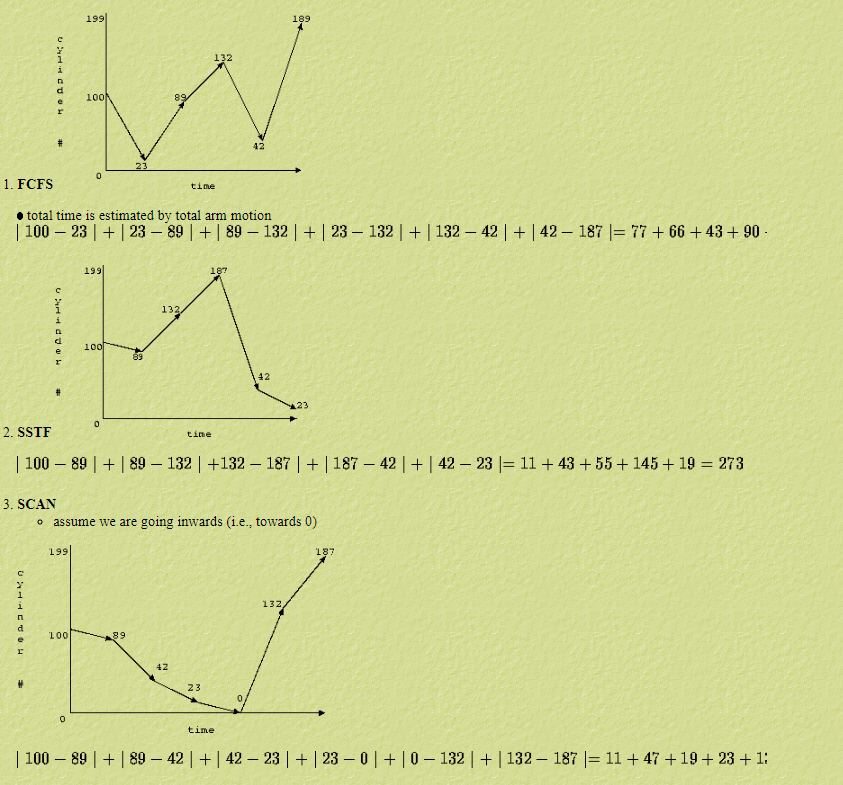 199
189
c
y
l
i
n
d
e
r
#
132
100
89
42
23
0
time
1. FCFS
● total time is estimated by total arm motion
| 100 − 23 | + | 23 − 89 | + | 89 − 132 | + | 23 − 132 | + | 132 − 42 | + | 42 − 187 |= 77 + 66 + 43 + 90 ·
199
187
c
y
l
i
n
d
e
r
#
132
100
89
42
23
0
time
2. SSTF
| 100 − 89 | + | 89 − 132 | +132 − 187 | + | 187 − 42 | + | 42 − 23 |= 11 + 43 + 55 + 145 + 19 = 273
3. SCAN
○ assume we are going inwards (i.e., towards 0)
199
187
c
y
l
i
n
d
e
r
#
132
100
89
42
23
0
0
time
| 100 − 89 | + | 89 − 42 | + | 42 − 23 | + | 23 − 0 | + | 0 − 132 | + | 132 − 187 |= 11 + 47 + 19 + 23 +